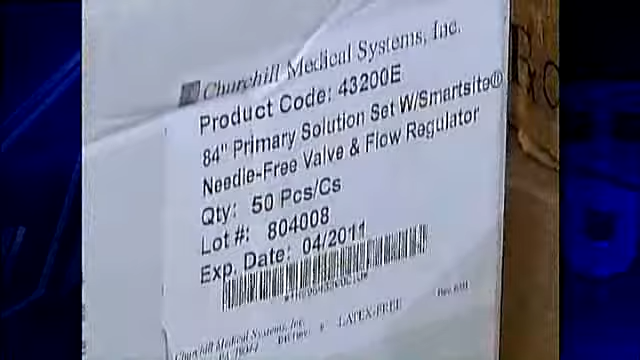 Churchill Medical Systems, Inc.
Product Code: 43200E
84" Primary Solution Set W/Smartsite®
Needle-Free Valve & Flow Regulator
Qty: 50 Pcs/Cs
Lot #: 804008
Exp. Date: 04/2011
Churchill Medical Systems, Inc.
LATEX-FREE